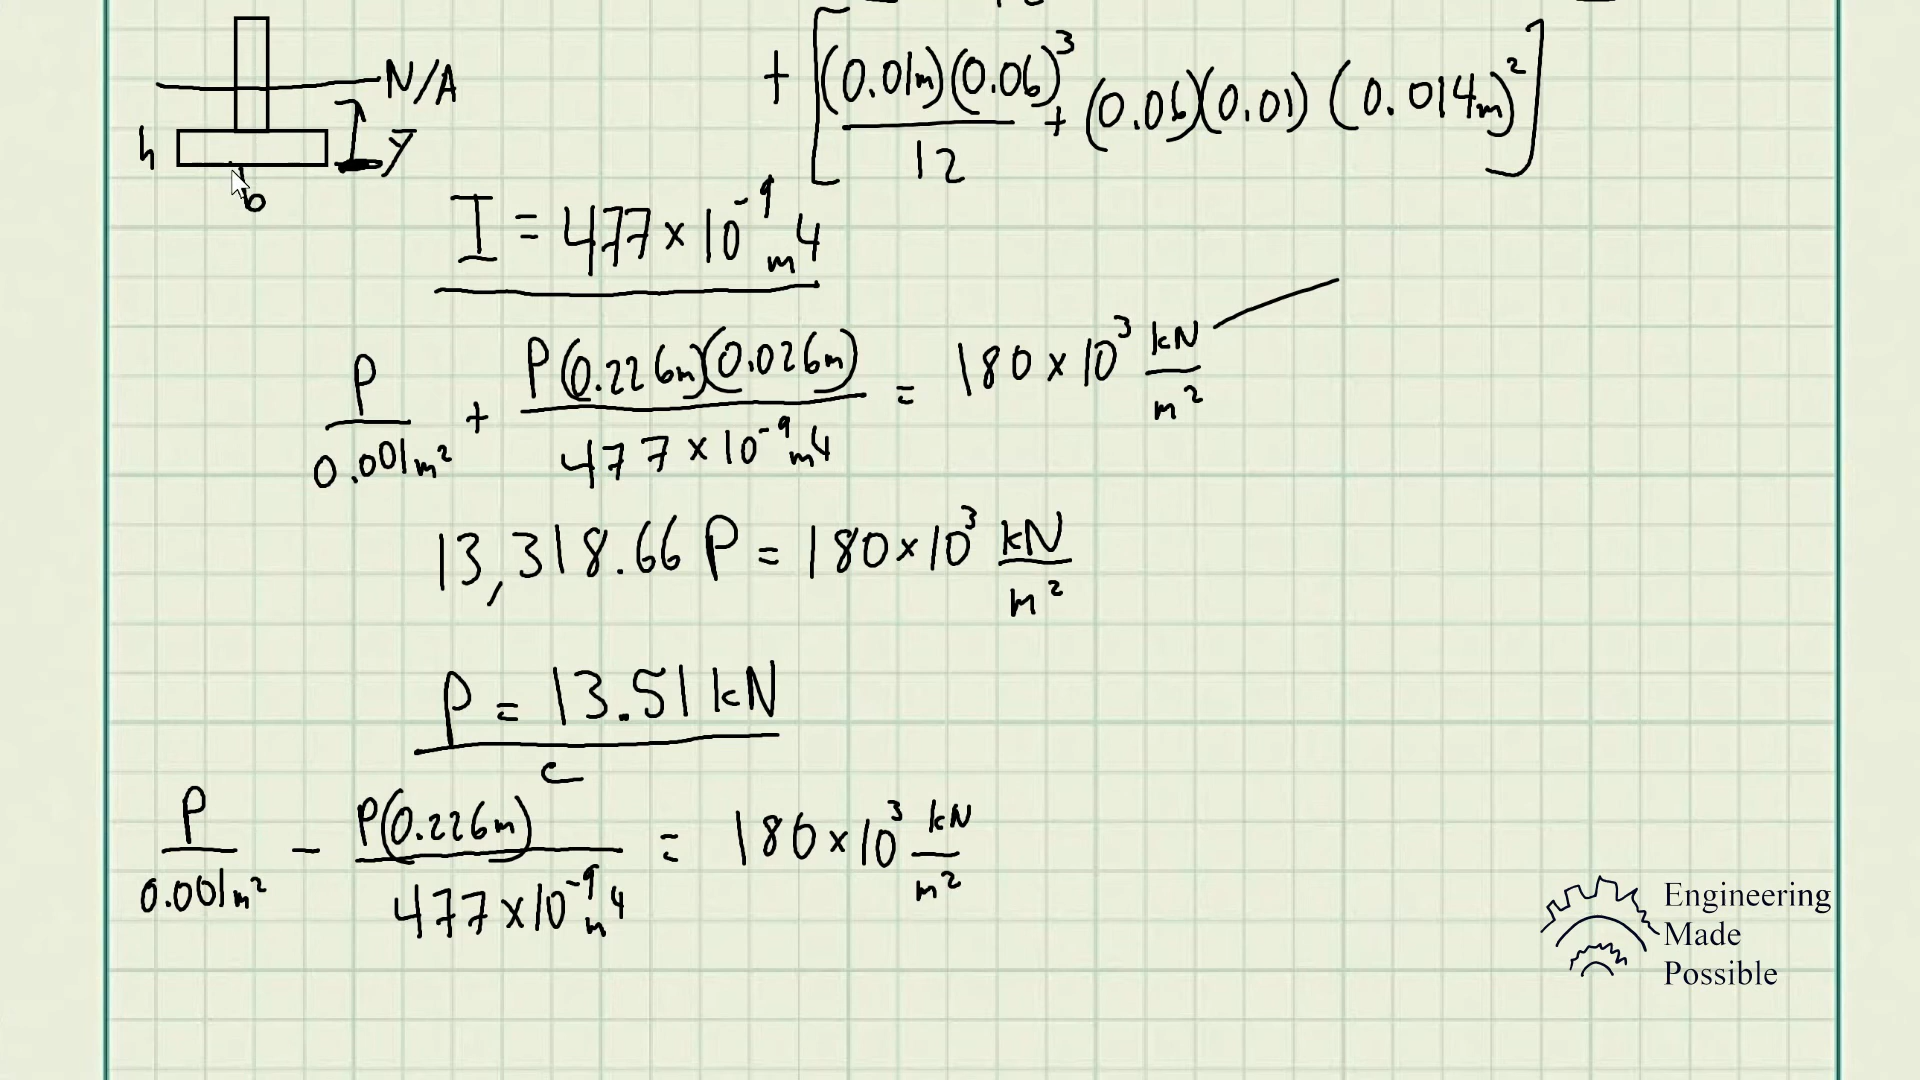 N/A
h
y
b
+ [ (0.01m)(0.06)³ / 12 + (0.06)(0.01) (0.014m)² ]
I = 477 × 10⁻⁹ m4
P / 0.001m² + P(0.226m)(0.026m) / 477 × 10⁻⁹ m4 = 180 × 10³ kN / m²
13,318.66 P = 180 × 10³ kN / m²
P = 13.51 kN
c
P / 0.001m² − P(0.226m) / 477 × 10⁻⁹ m4 = 180 × 10³ kN / m²
Engineering
Made
Possible